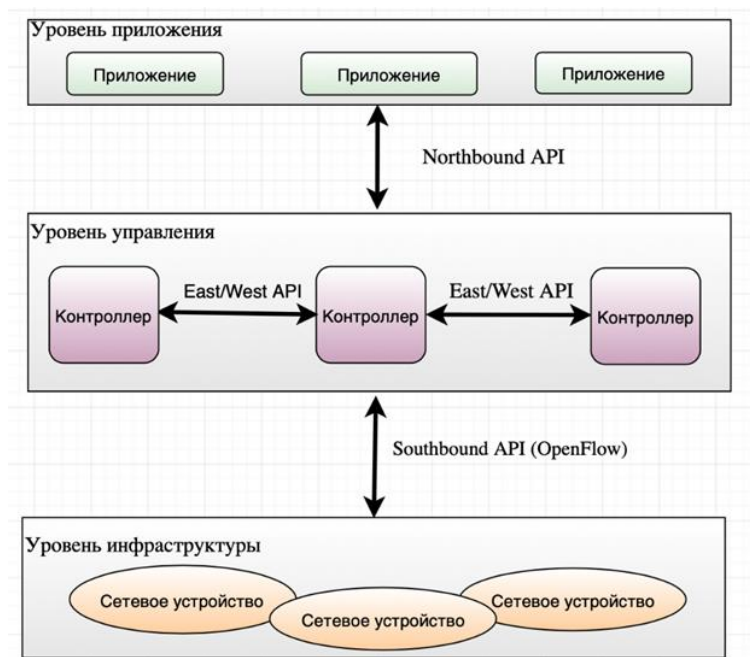 Уровень приложения
Приложение
Приложение
Приложение
Northbound API
Уровень управления
Контроллер
East/West API
Контроллер
East/West API
Контроллер
Southbound API (OpenFlow)
Уровень инфраструктуры
Сетевое устройство
Сетевое устройство
Сетевое устройство